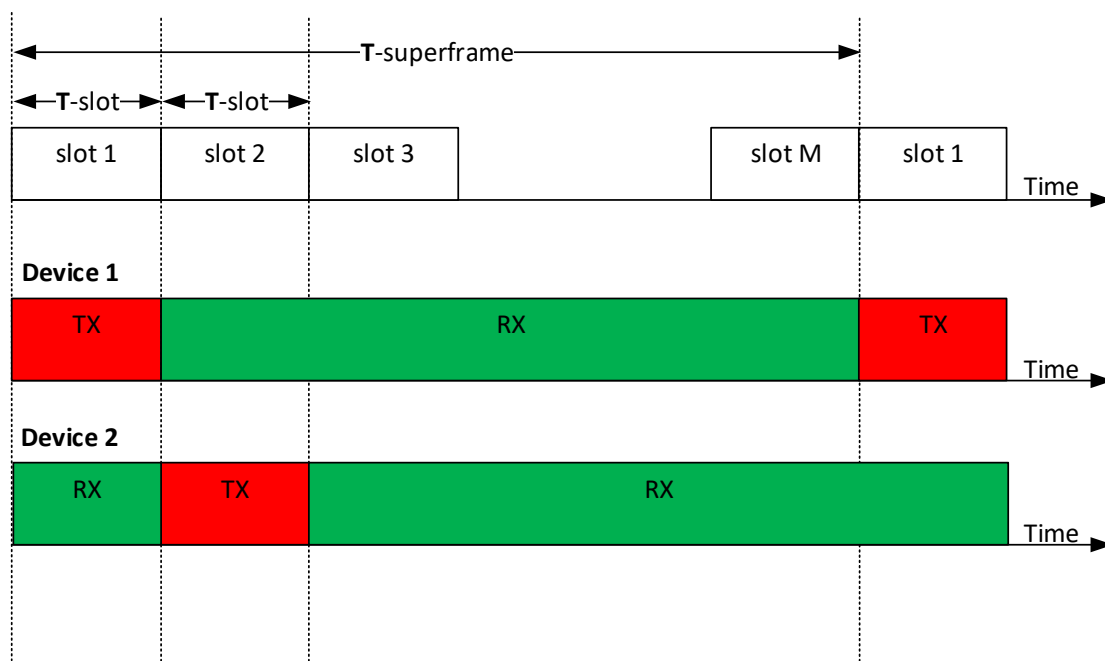 T-superframe
T-slot T-slot
slot 1 slot 2 slot 3 slot M slot 1
Time
Device 1
TX RX TX
Time
Device 2
RX TX RX
Time